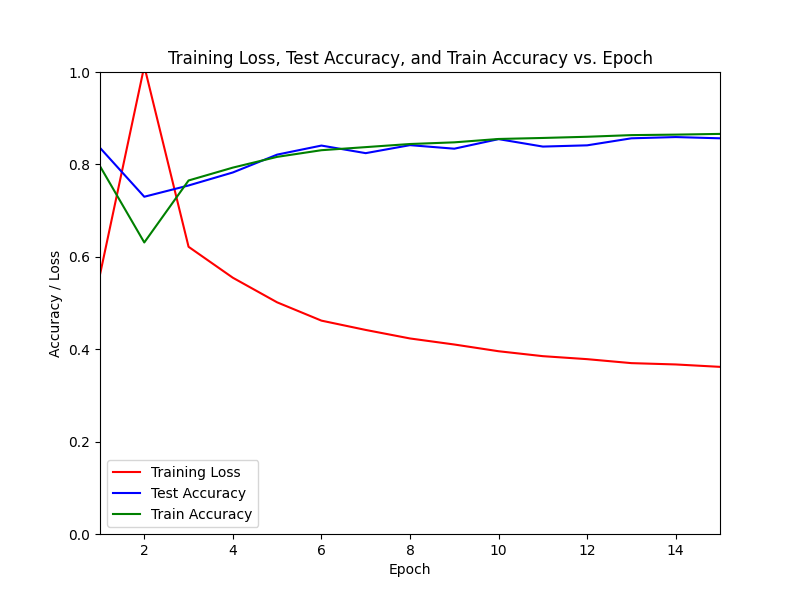 Training Loss, Test Accuracy, and Train Accuracy vs. Epoch
1.0
0.8
0.6
0.4
0.2
0.0
Accuracy / Loss
Training Loss
Test Accuracy
Train Accuracy
2 4 6 8 10 12 14
Epoch